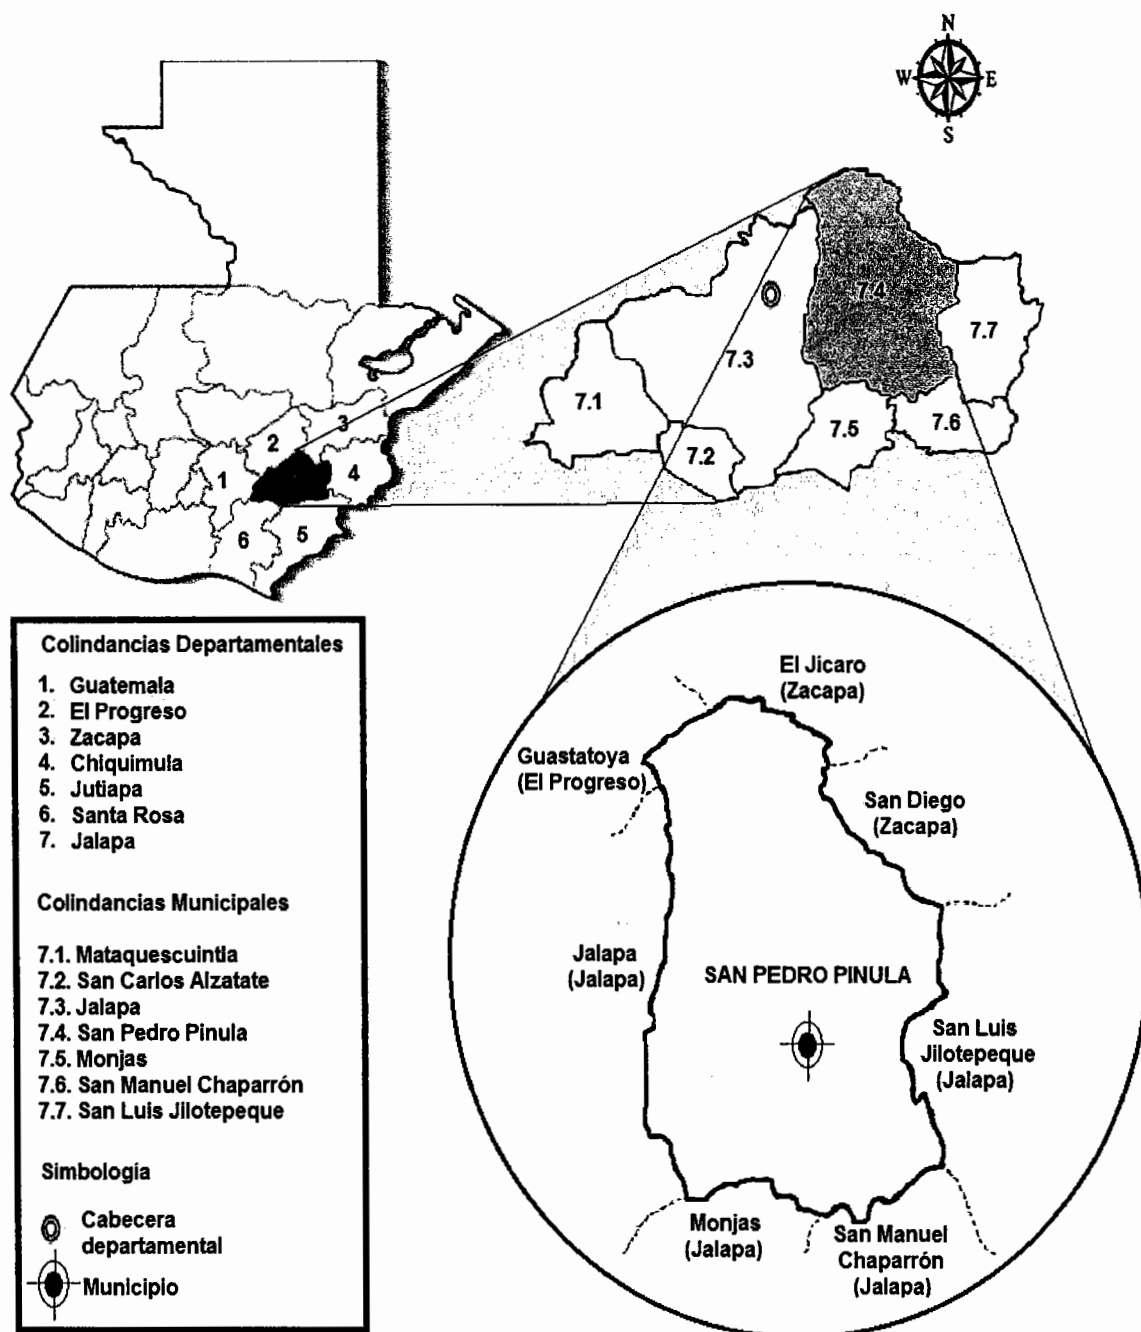 N
W E
S
7.4
7.7
7.3
7.1
7.6
7.5
7.2
3
2
4
1
5
6
Colindancias Departamentales
1. Guatemala
2. El Progreso
3. Zacapa
4. Chiquimula
5. Jutiapa
6. Santa Rosa
7. Jalapa
Colindancias Municipales
7.1. Mataquescuintla
7.2. San Carlos Alzatate
7.3. Jalapa
7.4. San Pedro Pinula
7.5. Monjas
7.6. San Manuel Chaparrón
7.7. San Luis Jilotepeque
Simbología
Cabecera
departamental
Municipio
El Jicaro
(Zacapa)
Guastatoya
(El Progreso)
San Diego
(Zacapa)
Jalapa
(Jalapa)
SAN PEDRO PINULA
San Luis
Jilotepeque
(Jalapa)
Monjas
(Jalapa)
San Manuel
Chaparrón
(Jalapa)